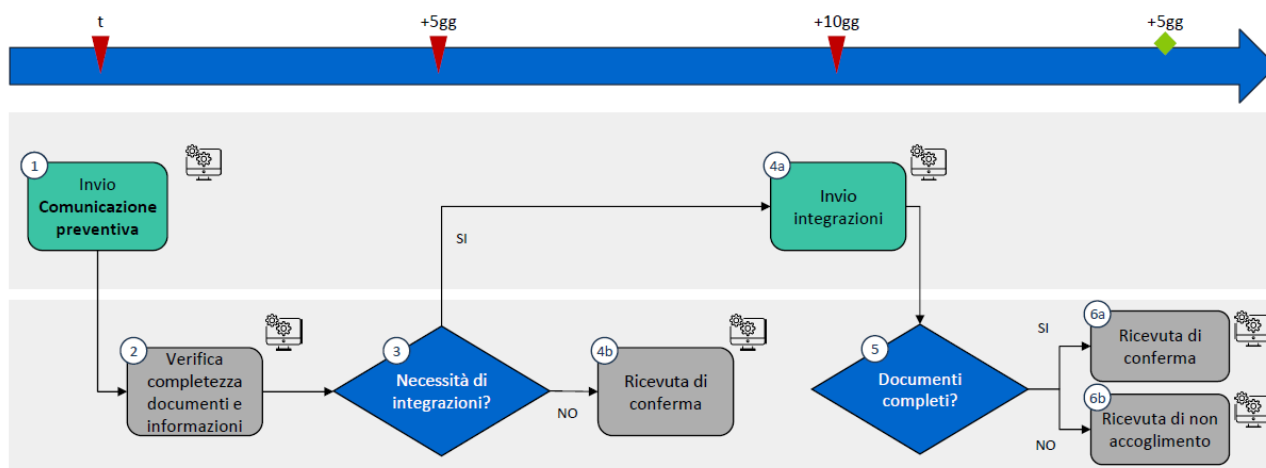 t
+5gg
+10gg
+5gg
1
Invio
Comunicazione
preventiva
4a
Invio
integrazioni
SI
2
Verifica
completezza
documenti e
informazioni
3
Necessità di
integrazioni?
NO
4b
Ricevuta di
conferma
5
Documenti
completi?
SI
NO
6a
Ricevuta di
conferma
6b
Ricevuta di non
accoglimento